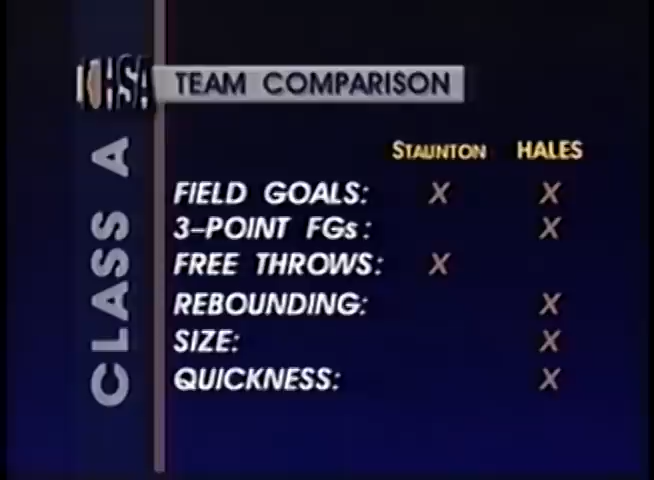 IHSA TEAM COMPARISON
CLASS A
STAUNTON HALES
FIELD GOALS: X X
3-POINT FGs: X
FREE THROWS: X
REBOUNDING: X
SIZE: X
QUICKNESS: X